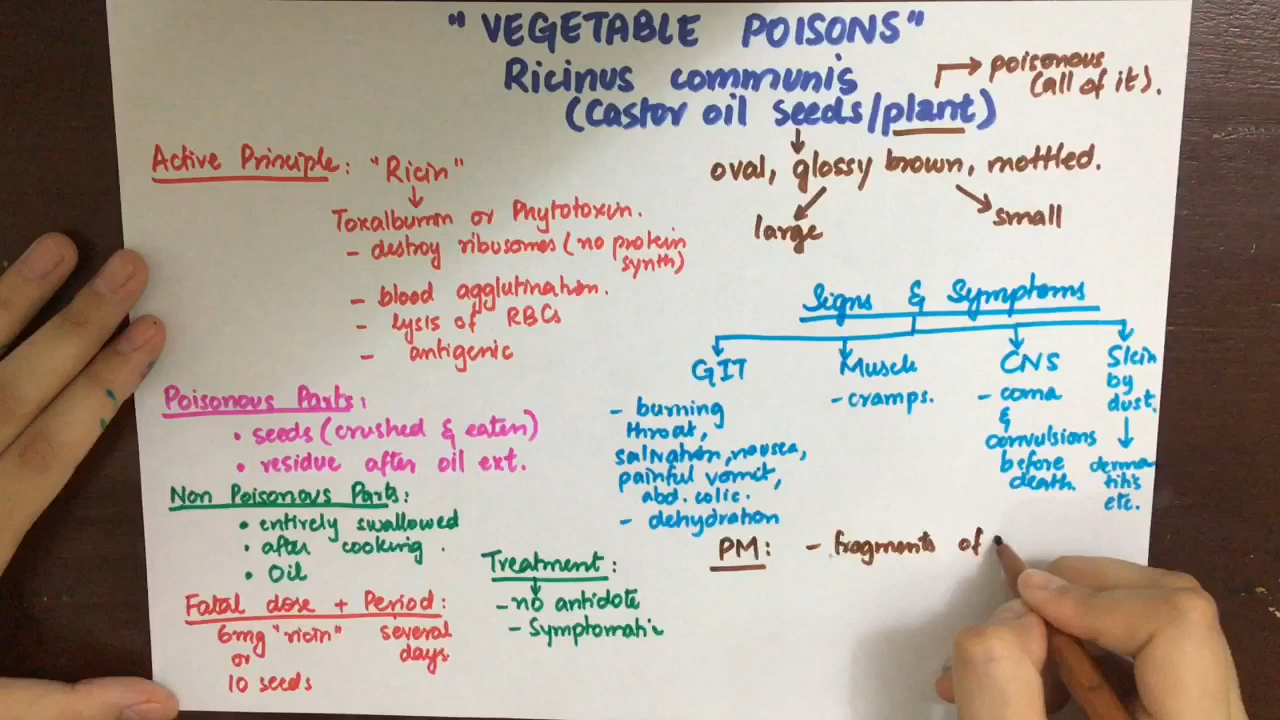 "VEGETABLE POISONS"
Ricinus communis
(Castor oil seeds/plant)
poisonous
(all of it).
oval, glossy brown, mottled.
large
small
Active Principle: "Ricin"
Toxalbumin or Phytotoxin.
- destroy ribosomes (no protein
synth)
- blood agglutination.
- lysis of RBCs
- antigenic
Poisonous Parts:
• seeds (crushed & eaten)
• residue after oil ext.
Non Poisonous Parts:
• entirely swallowed
• after cooking.
• Oil
Fatal dose + Period:
6mg "ricin"
or
10 seeds
several
days
Treatment:
- no antidote
- Symptomatic
Signs & Symptoms
GIT
- burning
throat,
salivation, nausea,
painful vomit,
abd. colic.
- dehydration
Muscle
- cramps.
CNS
- coma
&
convulsions
before
death.
Skin
by
dust.
derma
titis
etc.
PM: - fragments of